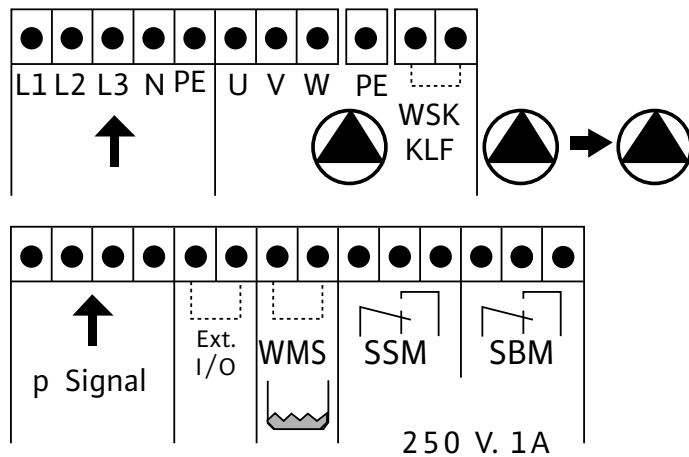 L1 L2 L3 N PE U V W PE
WSK
KLF
p Signal
Ext.
I/O
WMS
SSM
SBM
250 V. 1A